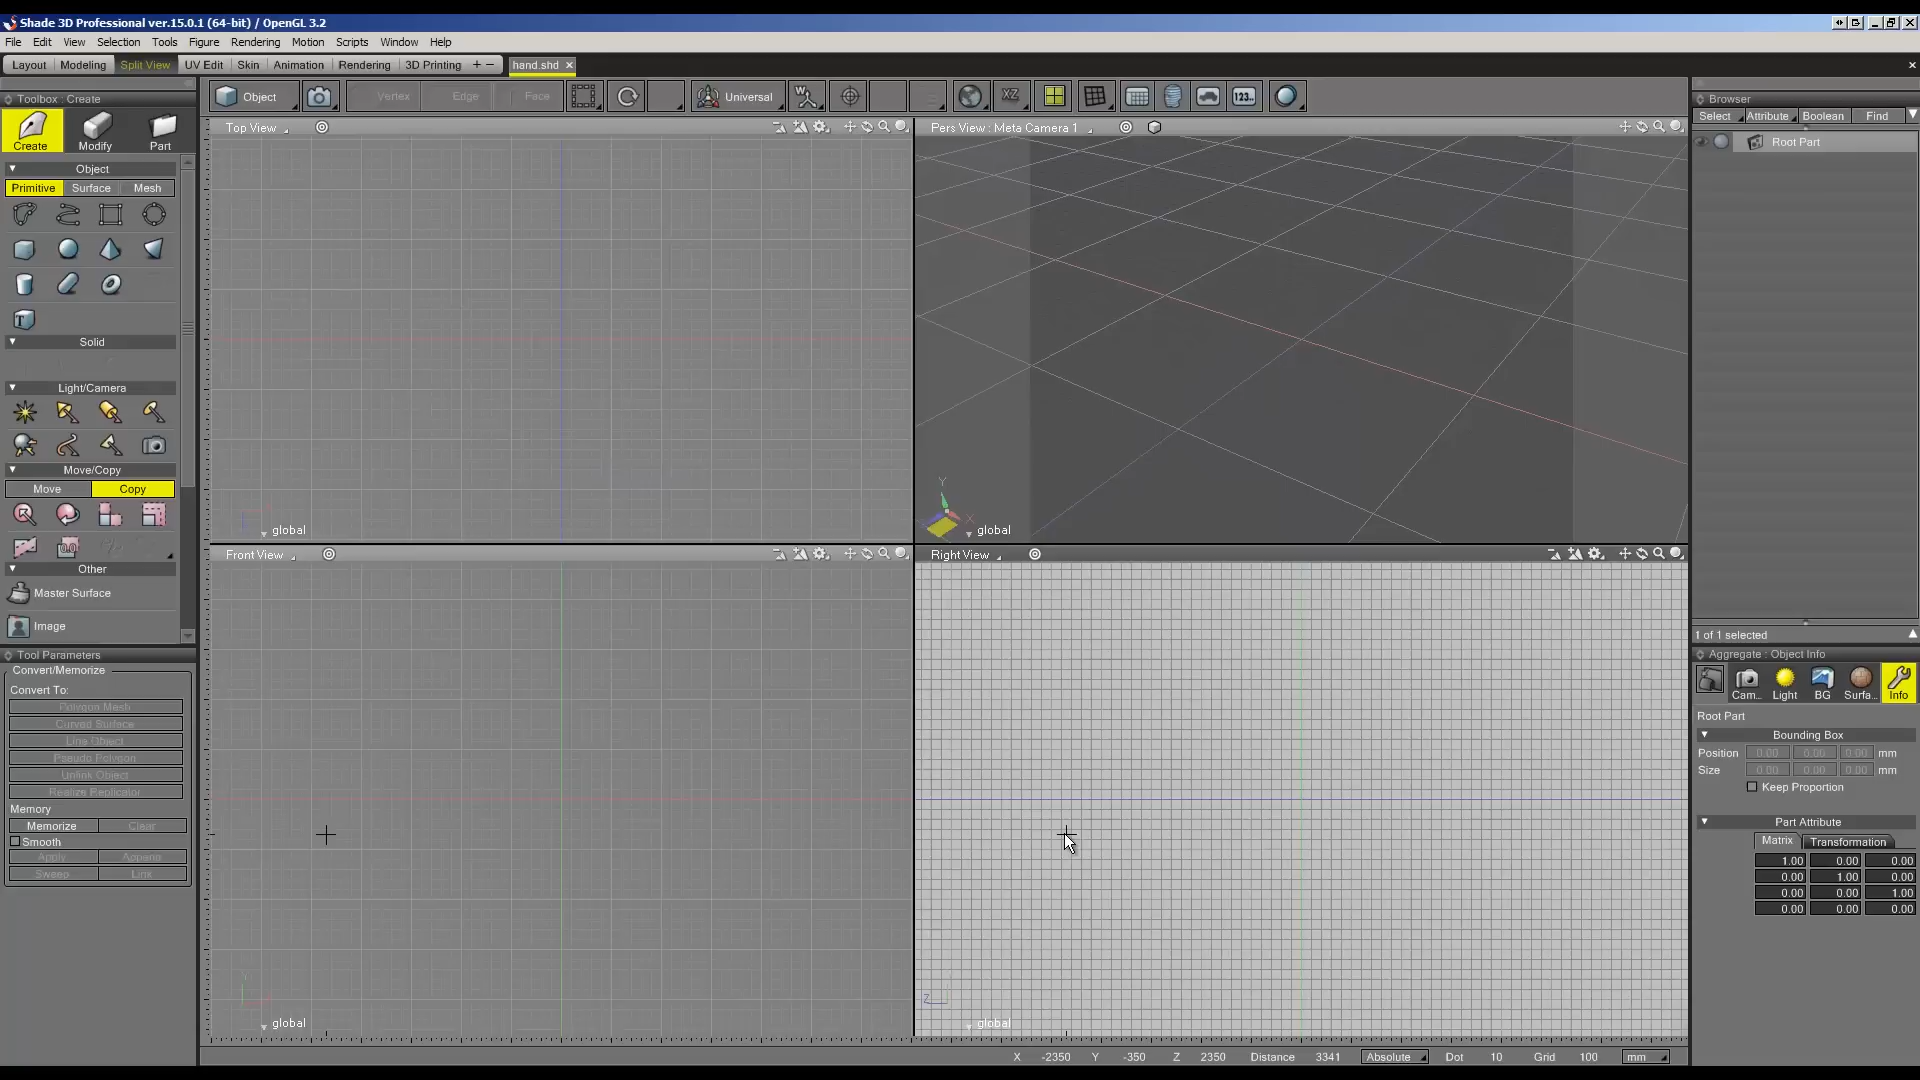 Shade 3D Professional ver.15.0.1 (64-bit) / OpenGL 3.2
File Edit View Selection Tools Figure Rendering Motion Scripts Window Help
Layout Modeling Split View UV Edit Skin Animation Rendering 3D Printing + − hand.shd
Toolbox : Create
Create Modify Part
Object
Primitive Surface Mesh
Solid
Light/Camera
Move/Copy
Move Copy
Other
Master Surface
Image
Tool Parameters
Convert/Memorize
Convert To:
Polygon Mesh
Curved Surface
Line Object
Pseudo Polygon
Unlink Object
Realize Replicator
Memory
Memorize Clear
Smooth
Apply Append
Sweep Link
Object Vertex Edge Face Universal XZ 123..
Top View
global
Pers View : Meta Camera 1
Y
X
global
Front View
global
Right View
Z
global
X -2350 Y -350 Z 2350 Distance 3341 Absolute Dot 10 Grid 100 mm
Browser
Select Attribute Boolean Find
Root Part
1 of 1 selected
Aggregate : Object Info
Cam... Light BG Surfa... Info
Root Part
Bounding Box
Position 0.00 0.00 0.00 mm
Size 0.00 0.00 0.00 mm
Keep Proportion
Part Attribute
Matrix Transformation
1.00 0.00 0.00
0.00 1.00 0.00
0.00 0.00 1.00
0.00 0.00 0.00